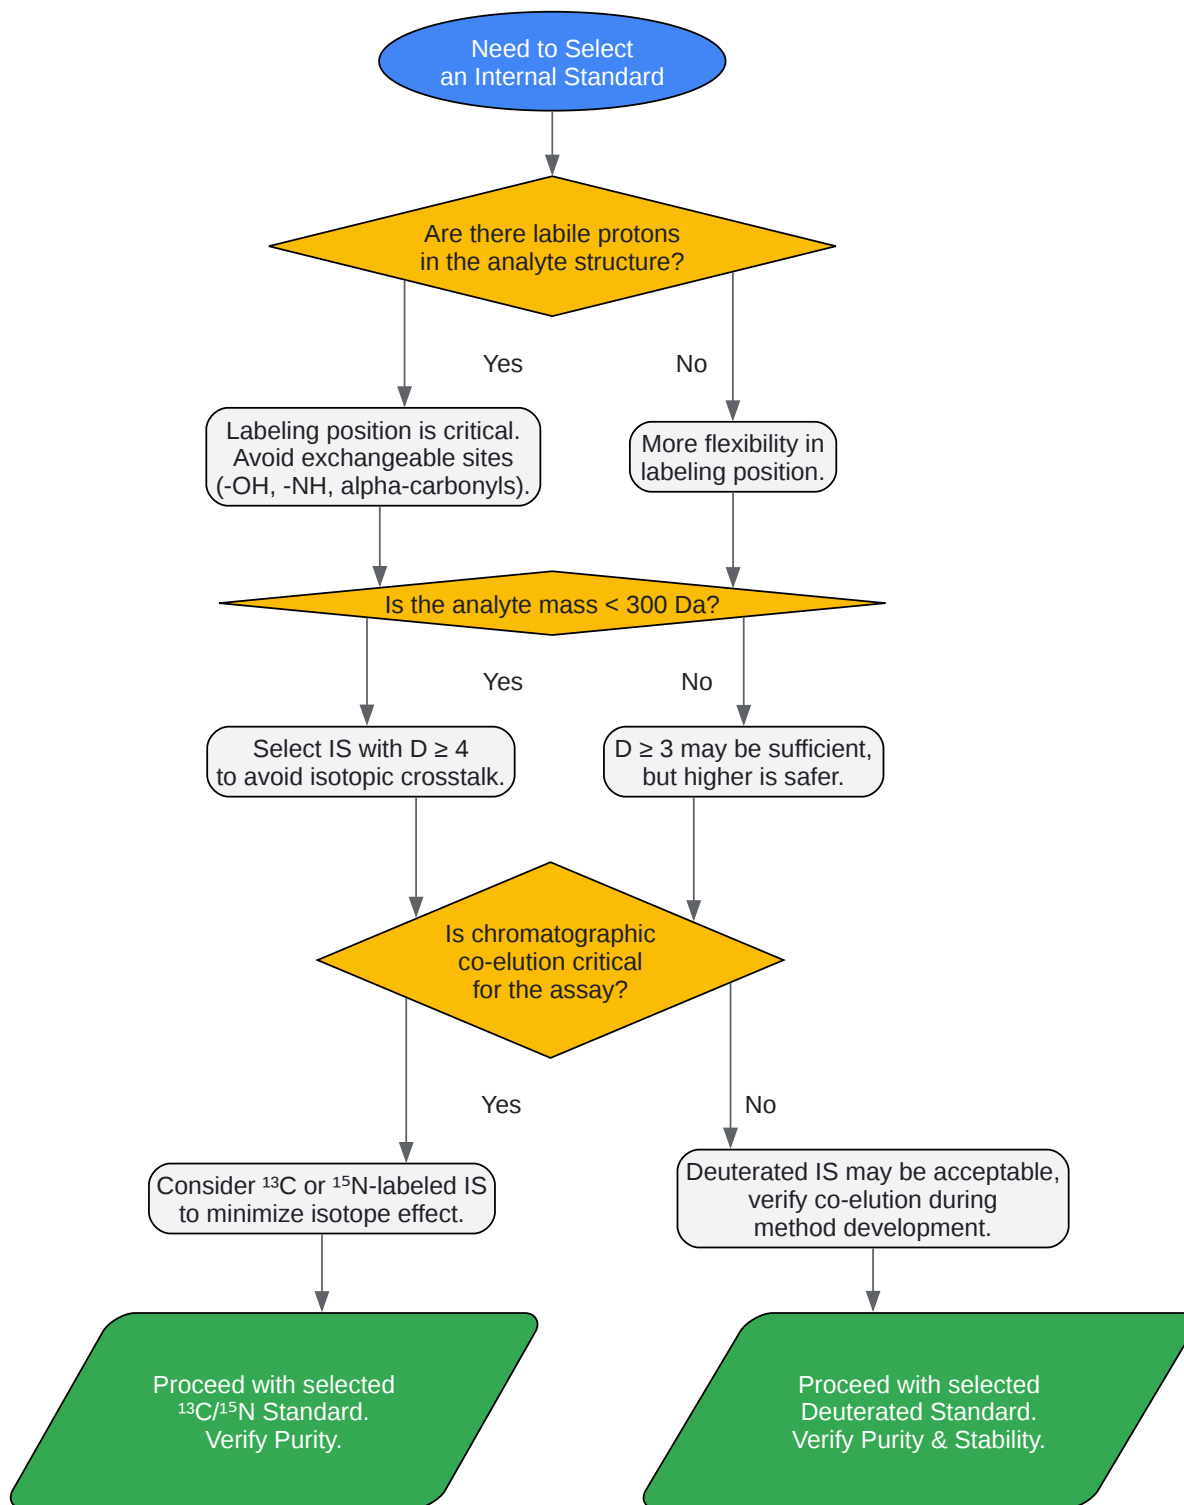 Need to Select
an Internal Standard
Are there labile protons
in the analyte structure?
Yes
No
Labeling position is critical.
Avoid exchangeable sites
(-OH, -NH, alpha-carbonyls).
More flexibility in
labeling position.
Is the analyte mass < 300 Da?
Yes
No
Select IS with D ≥ 4
to avoid isotopic crosstalk.
D ≥ 3 may be sufficient,
but higher is safer.
Is chromatographic
co-elution critical
for the assay?
Yes
No
Consider ¹³C or ¹⁵N-labeled IS
to minimize isotope effect.
Deuterated IS may be acceptable,
verify co-elution during
method development.
Proceed with selected
¹³C/¹⁵N Standard.
Verify Purity.
Proceed with selected
Deuterated Standard.
Verify Purity & Stability.